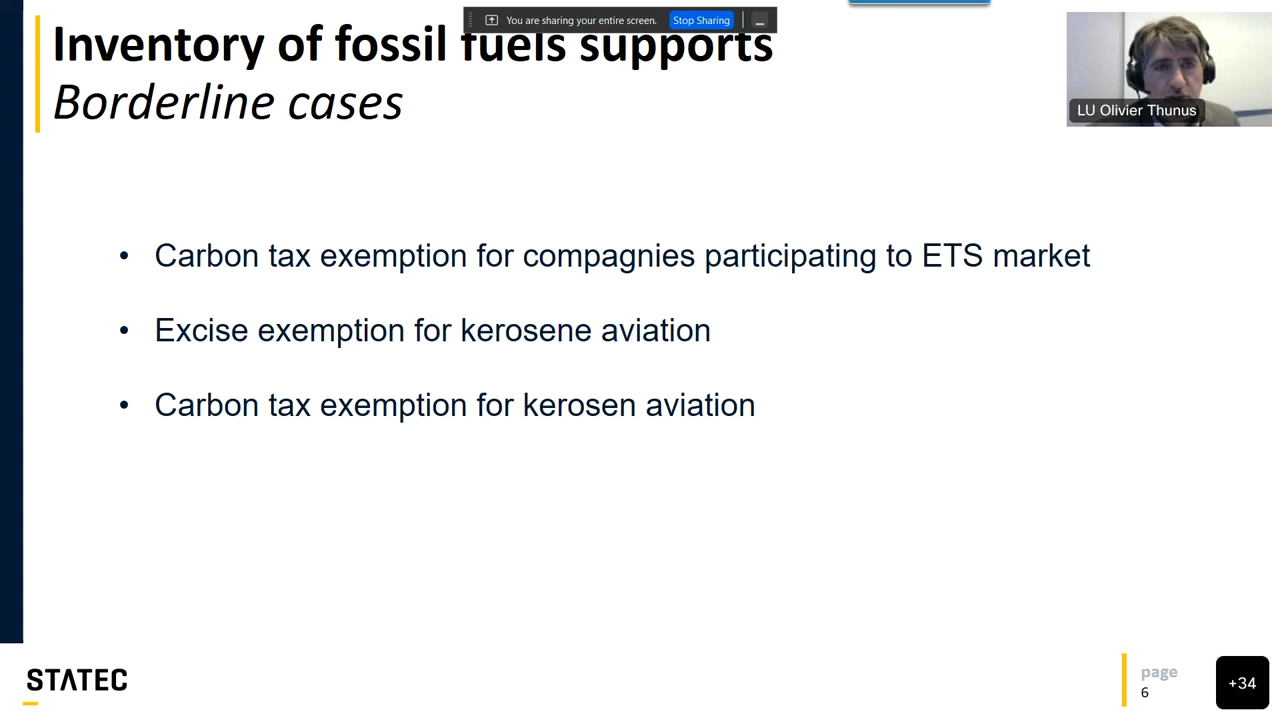 You are sharing your entire screen. Stop Sharing
Inventory of fossil fuels supports
Borderline cases
LU Olivier Thunus
• Carbon tax exemption for compagnies participating to ETS market
• Excise exemption for kerosene aviation
• Carbon tax exemption for kerosen aviation
STATEC
page
6
+34